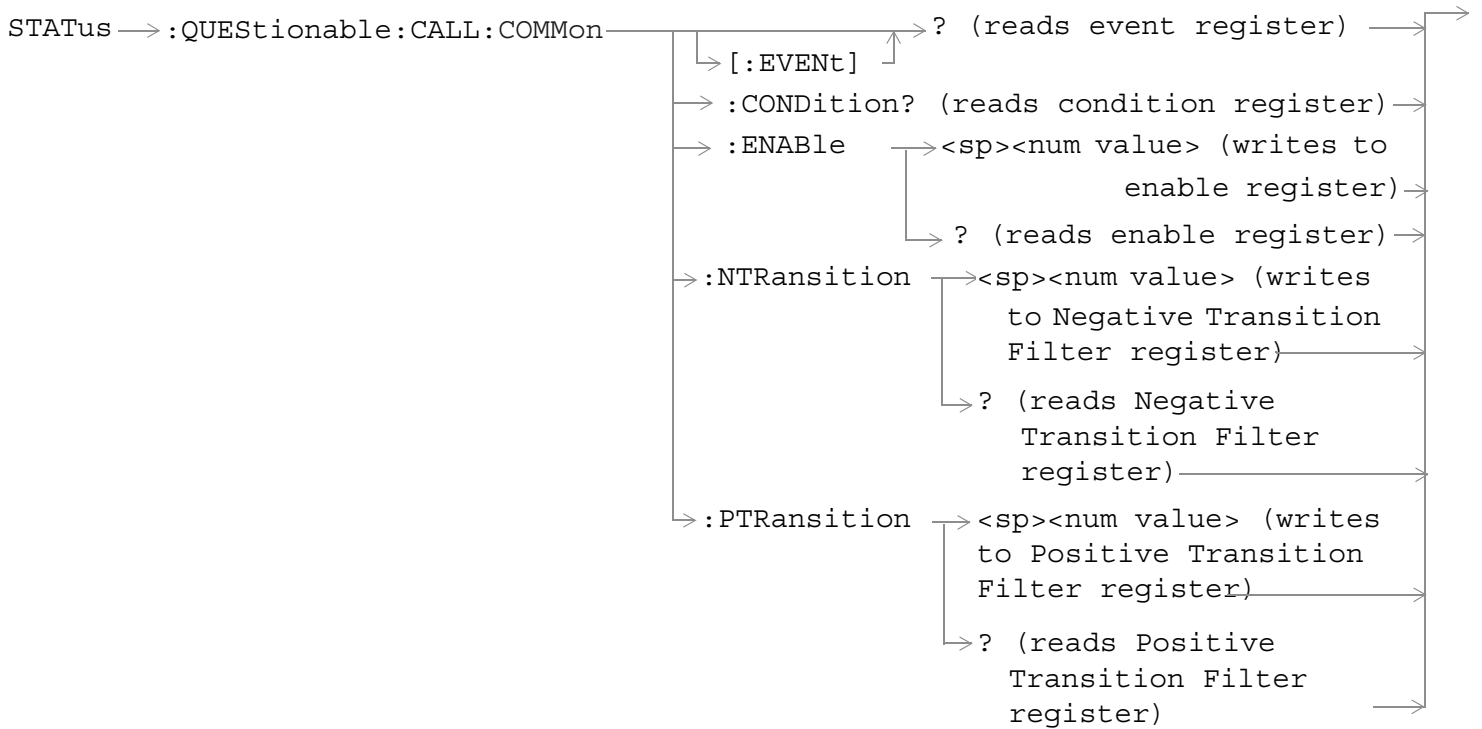 STATus :QUEStionable:CALL:COMMon ? (reads event register)
[:EVENt]
:CONDition? (reads condition register)
:ENABle <sp><num value> (writes to
enable register)
? (reads enable register)
:NTRansition <sp><num value> (writes
to Negative Transition
Filter register)
? (reads Negative
Transition Filter
register)
:PTRansition <sp><num value> (writes
to Positive Transition
Filter register)
? (reads Positive
Transition Filter
register)